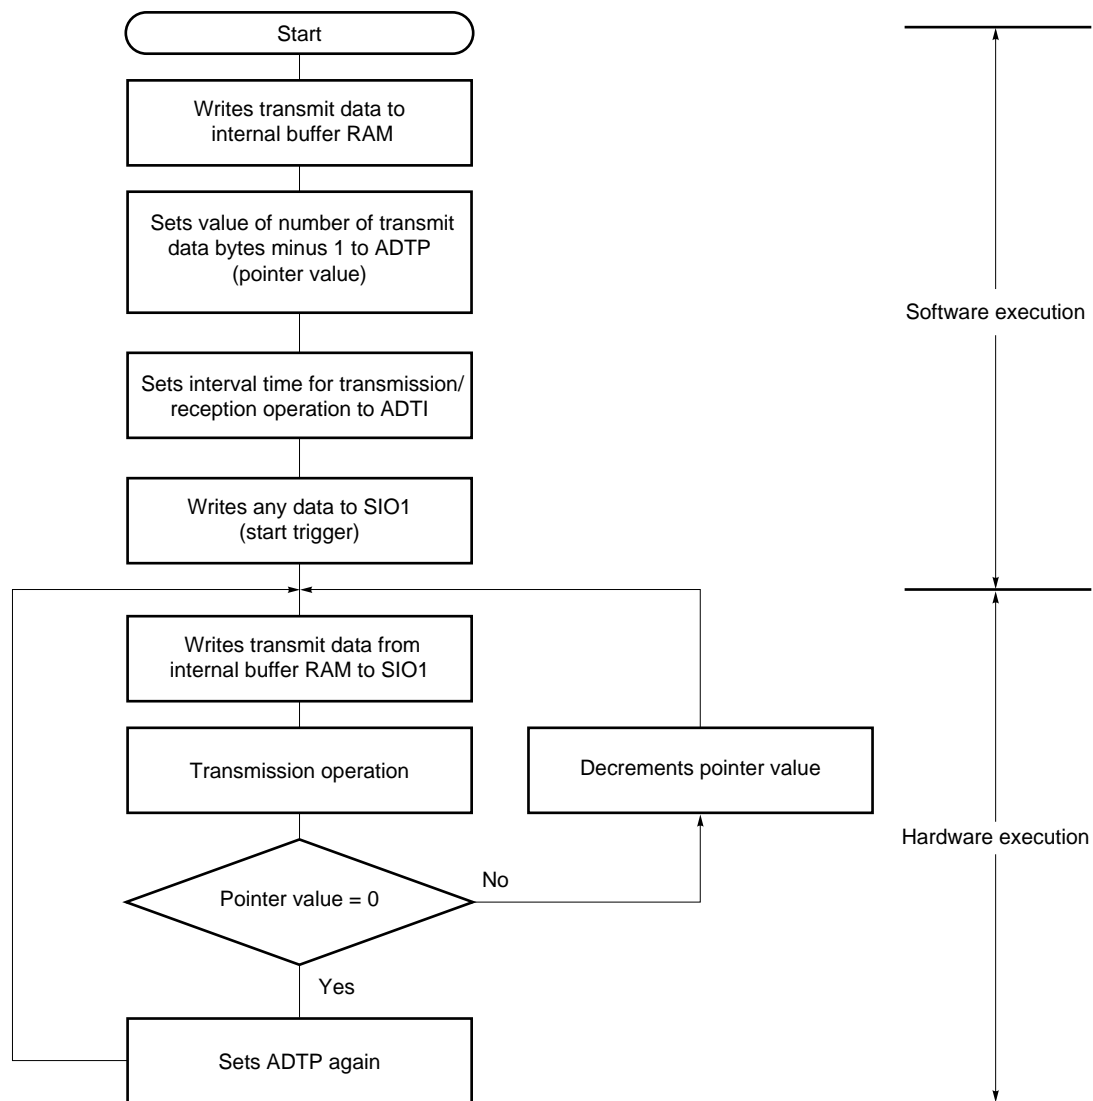 Start
Writes transmit data to
internal buffer RAM
Sets value of number of transmit
data bytes minus 1 to ADTP
(pointer value)
Software execution
Sets interval time for transmission/
reception operation to ADTI
Writes any data to SIO1
(start trigger)
Writes transmit data from
internal buffer RAM to SIO1
Transmission operation
Decrements pointer value
Hardware execution
Pointer value = 0
No
Yes
Sets ADTP again